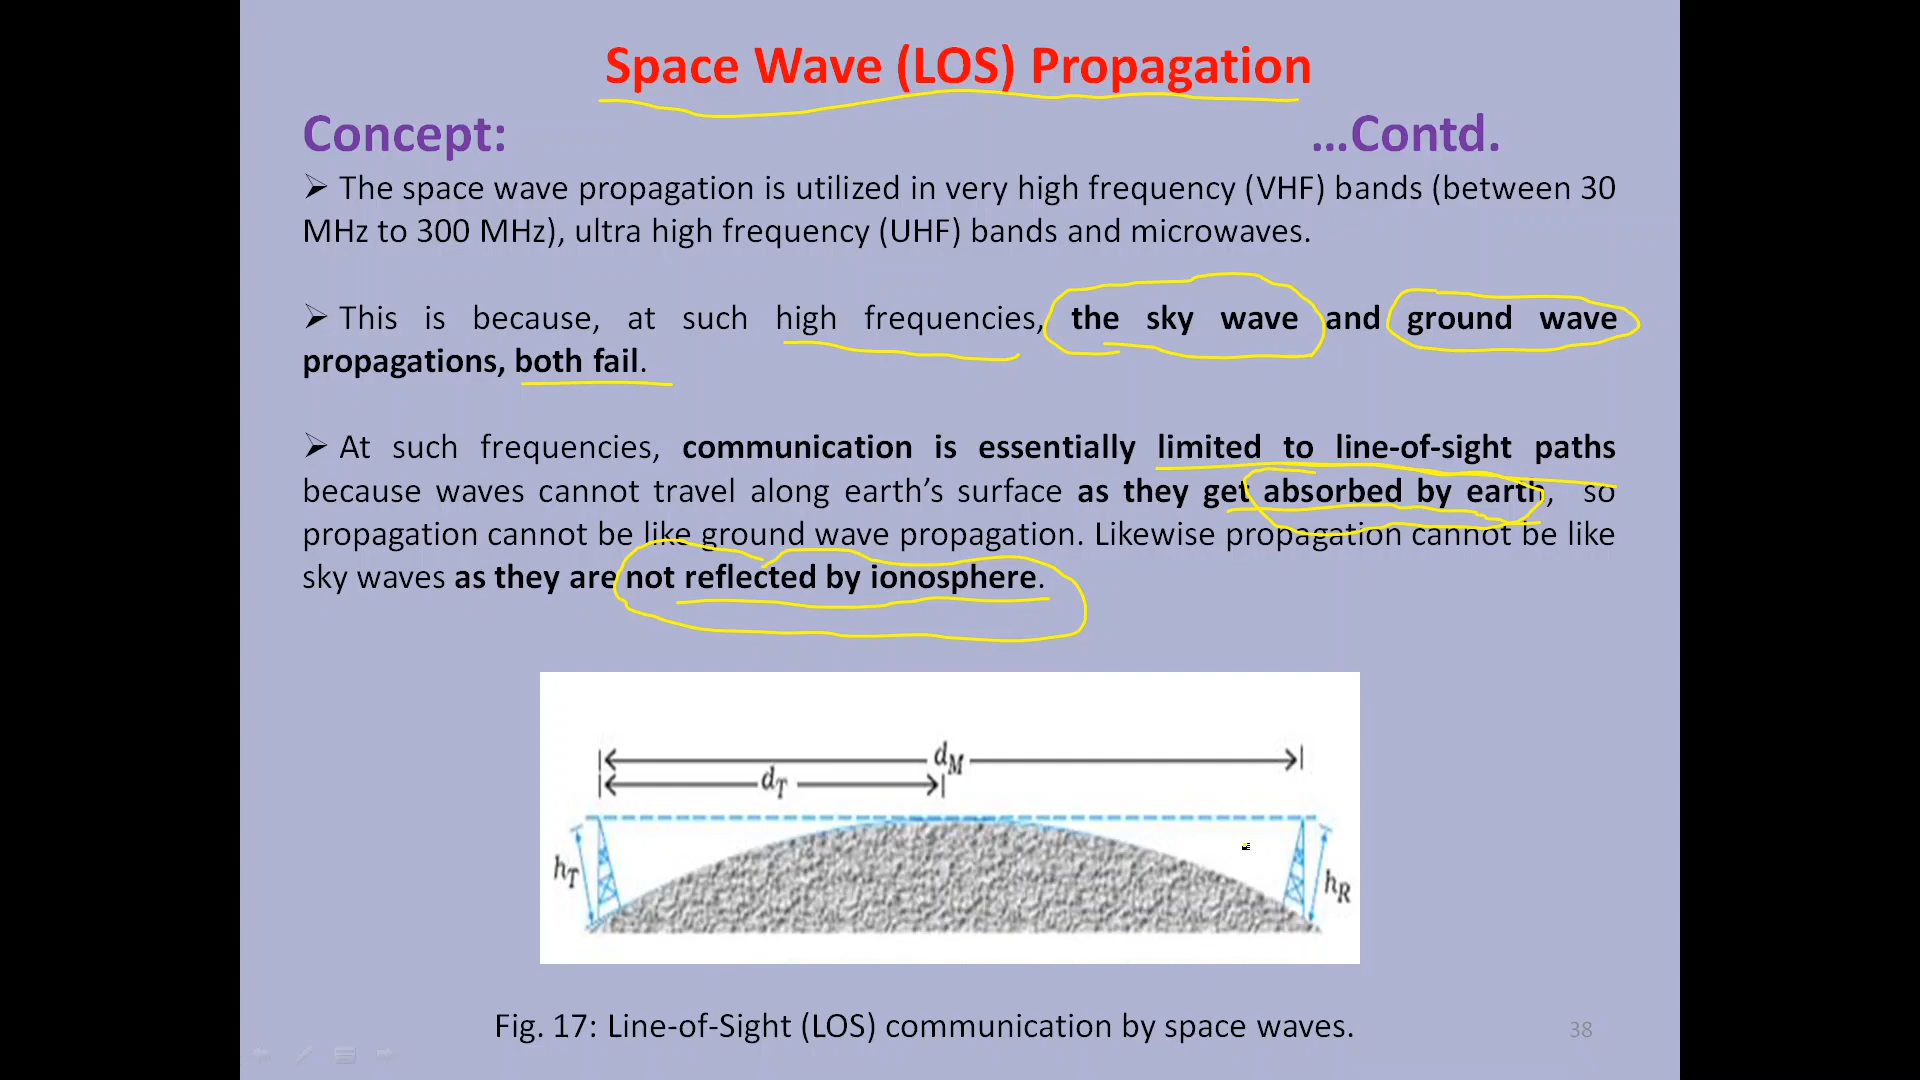 Space Wave (LOS) Propagation
Concept: ...Contd.
➢ The space wave propagation is utilized in very high frequency (VHF) bands (between 30
MHz to 300 MHz), ultra high frequency (UHF) bands and microwaves.
➢ This is because, at such high frequencies, the sky wave and ground wave
propagations, both fail.
➢ At such frequencies, communication is essentially limited to line-of-sight paths
because waves cannot travel along earth’s surface as they get absorbed by earth, so
propagation cannot be like ground wave propagation. Likewise propagation cannot be like
sky waves as they are not reflected by ionosphere.
d_M
d_T
h_T
h_R
Fig. 17: Line-of-Sight (LOS) communication by space waves.
38